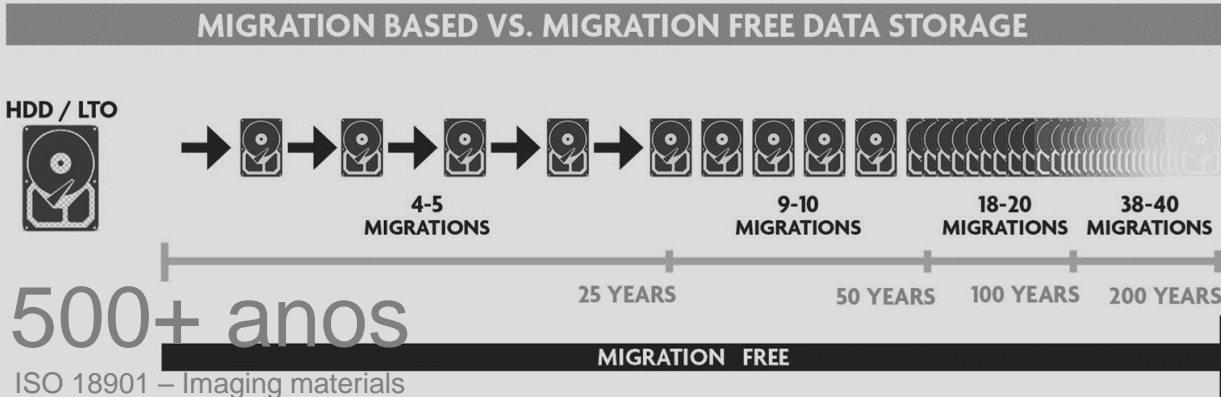 MIGRATION BASED VS. MIGRATION FREE DATA STORAGE
HDD / LTO
4-5
MIGRATIONS
9-10
MIGRATIONS
18-20
MIGRATIONS
38-40
MIGRATIONS
25 YEARS
50 YEARS
100 YEARS
200 YEARS
500+ anos
MIGRATION FREE
ISO 18901 – Imaging materials